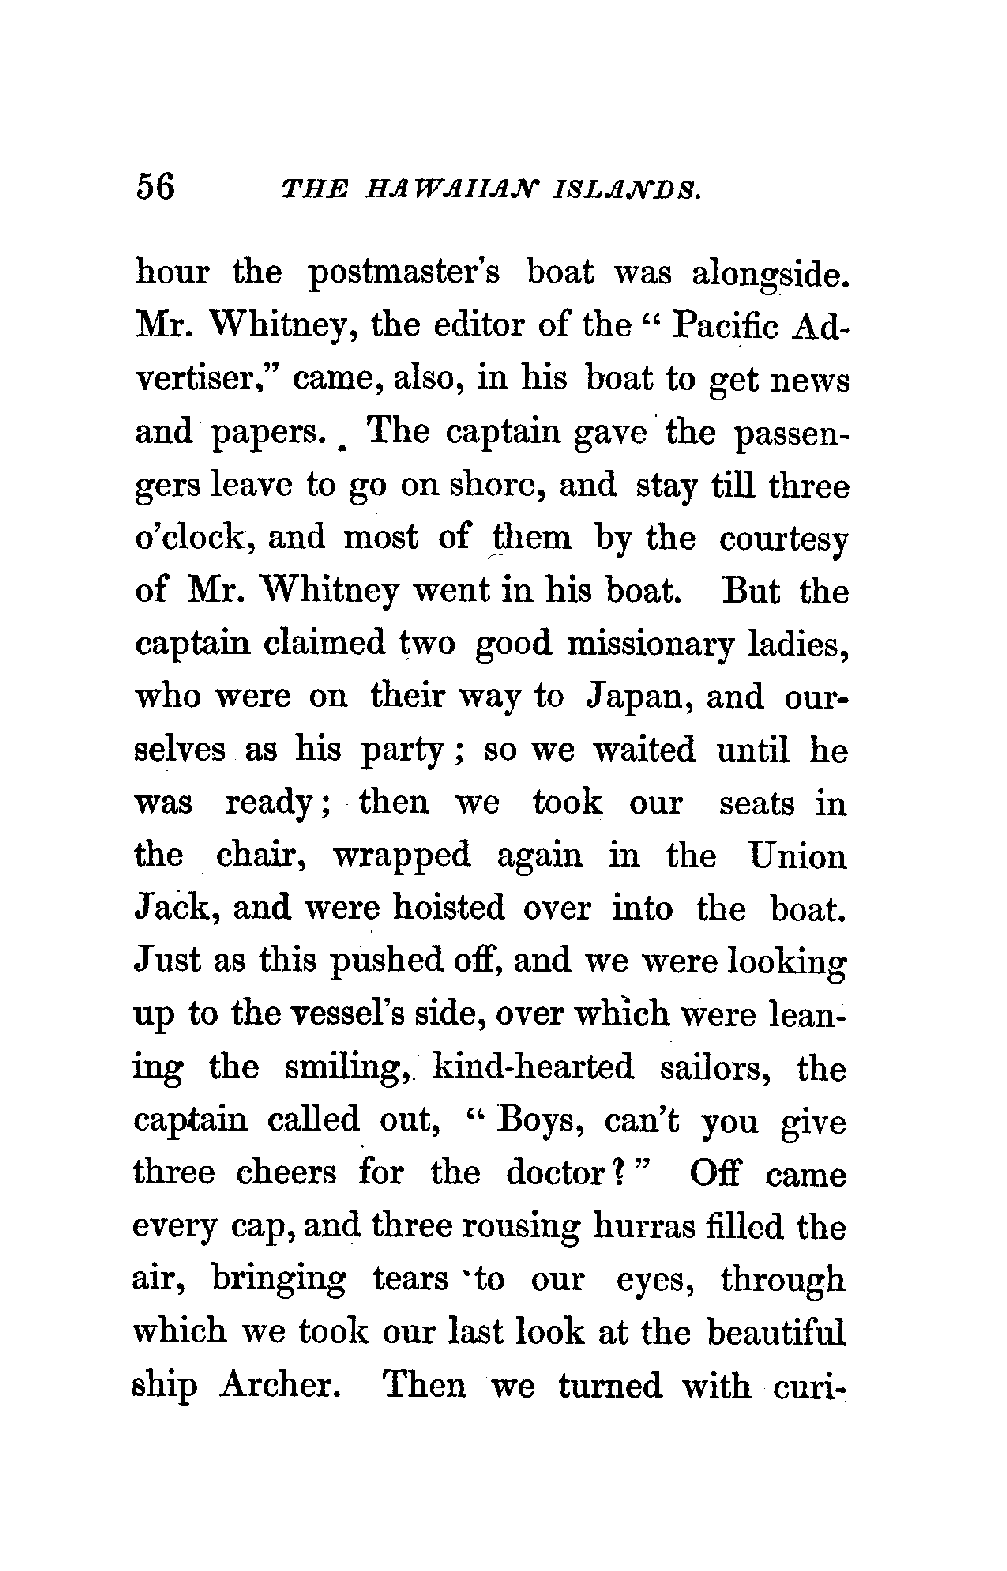 56 THE HAWAIIAN ISLANDS.
hour the postmaster's boat was alongside.
Mr. Whitney, the editor of the “ Pacific Ad-
vertiser,” came, also, in his boat to get news
and papers. The captain gave the passen-
gers leave to go on shore, and stay till three
o'clock, and most of them by the courtesy
of Mr. Whitney went in his boat. But the
captain claimed two good missionary ladies,
who were on their way to Japan, and our-
selves as his party ; so we waited until he
was ready ; then we took our seats in
the chair, wrapped again in the Union
Jack, and were hoisted over into the boat.
Just as this pushed off, and we were looking
up to the vessel's side, over which were lean-
ing the smiling, kind-hearted sailors, the
captain called out, “ Boys, can't you give
three cheers for the doctor ? ” Off came
every cap, and three rousing hurras filled the
air, bringing tears to our eyes, through
which we took our last look at the beautiful
ship Archer. Then we turned with curi-